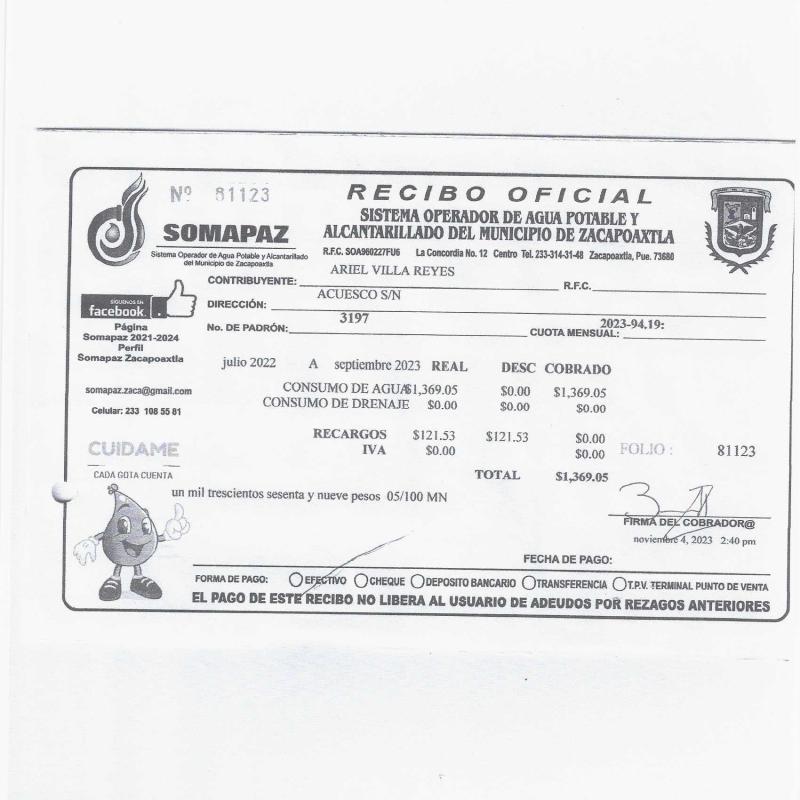 Nº 81123
RECIBO OFICIAL
SISTEMA OPERADOR DE AGUA POTABLE Y
ALCANTARILLADO DEL MUNICIPIO DE ZACAPOAXTLA
SOMAPAZ
Sistema Operador de Agua Potable y Alcantarillado
del Municipio de Zacapoaxtla
R.F.C. SOA960227FU6 La Concordia No. 12 Centro Tel. 233-314-31-48 Zacapoaxtla, Pue. 73680
CONTRIBUYENTE: ARIEL VILLA REYES R.F.C.
DIRECCIÓN: ACUESCO S/N
No. DE PADRÓN: 3197 CUOTA MENSUAL: 2023-94.19:
SÍGUENOS EN
facebook.
Página
Somapaz 2021-2024
Perfil
Somapaz Zacapoaxtla
somapaz.zaca@gmail.com
Celular: 233 108 55 81
CUIDAME
CADA GOTA CUENTA
julio 2022 A septiembre 2023 REAL DESC COBRADO
CONSUMO DE AGUA $1,369.05 $0.00 $1,369.05
CONSUMO DE DRENAJE $0.00 $0.00 $0.00
RECARGOS $121.53 $121.53 $0.00
IVA $0.00 $0.00
FOLIO: 81123
TOTAL $1,369.05
un mil trescientos sesenta y nueve pesos 05/100 MN
FIRMA DEL COBRADOR@
noviembre 4, 2023 2:40 pm
FECHA DE PAGO:
FORMA DE PAGO: EFECTIVO CHEQUE DEPOSITO BANCARIO TRANSFERENCIA T.P.V. TERMINAL PUNTO DE VENTA
EL PAGO DE ESTE RECIBO NO LIBERA AL USUARIO DE ADEUDOS POR REZAGOS ANTERIORES